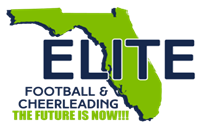 ELITE
FOOTBALL &
CHEERLEADING
THE FUTURE IS NOW!!!